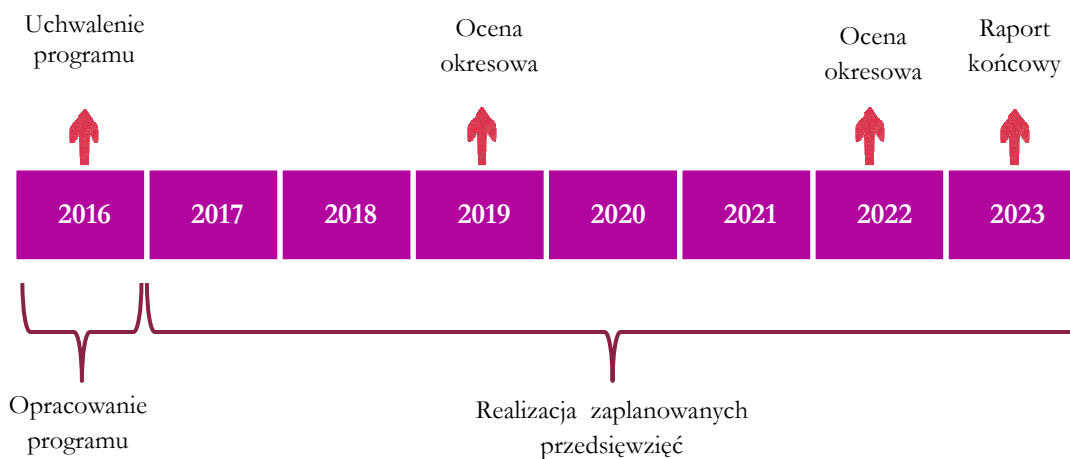 Uchwalenie
programu
Ocena
okresowa
Ocena
okresowa
Raport
końcowy
2016
2017
2018
2019
2020
2021
2022
2023
Opracowanie
programu
Realizacja zaplanowanych
przedsięwzięć